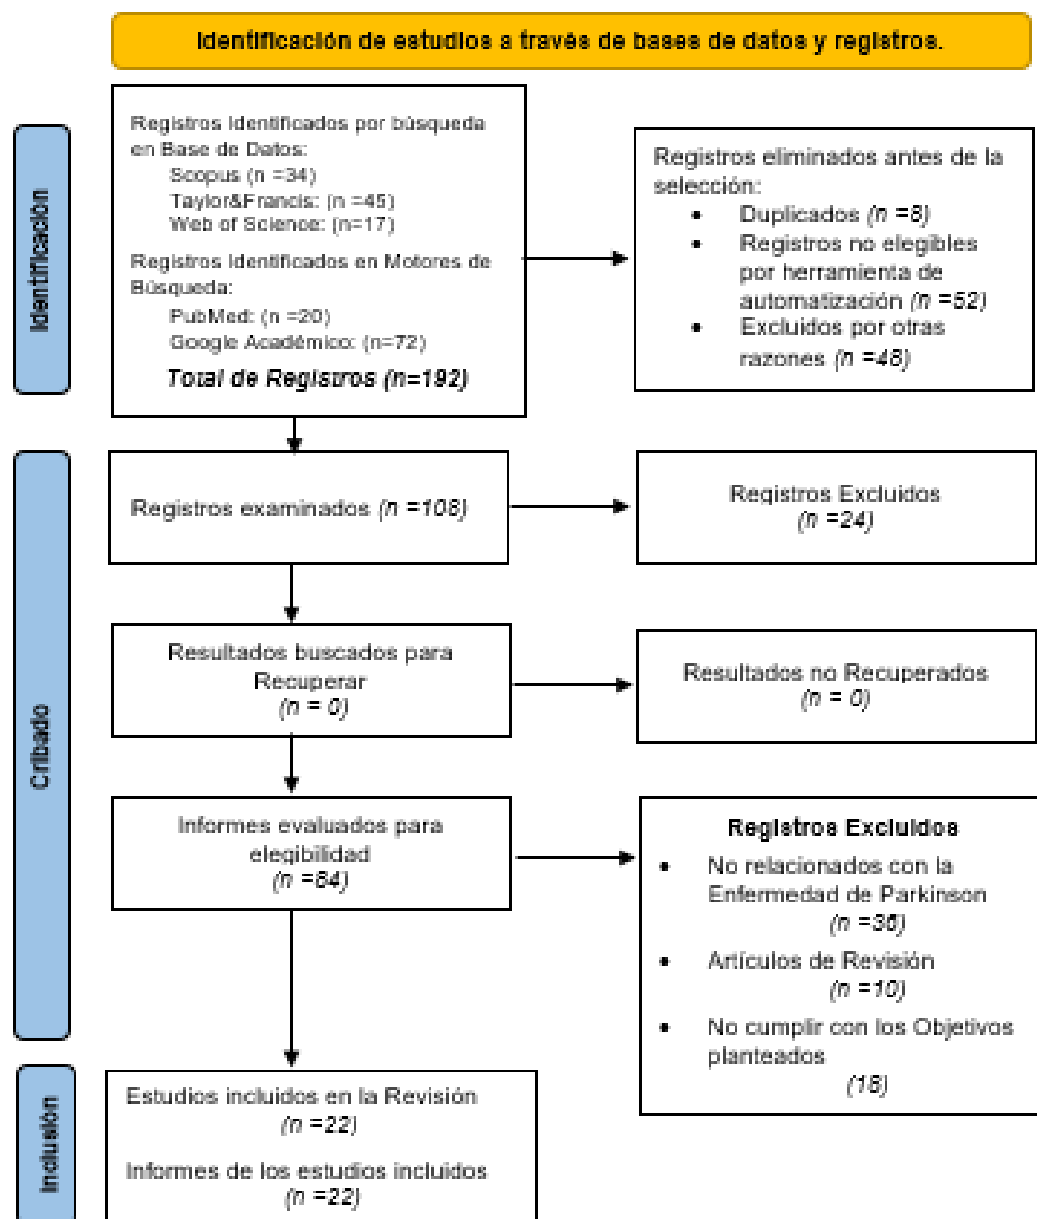 Identificación de estudios a través de bases de datos y registros.
Identificación
Registros Identificados por búsqueda
en Base de Datos:
Scopus (n =34)
Taylor&Francis: (n =45)
Web of Science: (n=17)
Registros Identificados en Motores de
Búsqueda:
PubMed: (n =20)
Google Académico: (n=72)
Total de Registros (n=192)
Registros eliminados antes de la
selección:
• Duplicados (n =8)
• Registros no elegibles
por herramienta de
automatización (n =52)
• Excluidos por otras
razones (n =48)
Cribado
Registros examinados (n =108)
Registros Excluidos
(n =24)
Resultados buscados para
Recuperar
(n = 0)
Resultados no Recuperados
(n = 0)
Informes evaluados para
elegibilidad
(n =84)
Registros Excluidos
• No relacionados con la
Enfermedad de Parkinson
(n =36)
• Artículos de Revisión
(n =10)
• No cumplir con los Objetivos
planteados
(16)
Inclusión
Estudios incluidos en la Revisión
(n =22)
Informes de los estudios incluidos
(n =22)